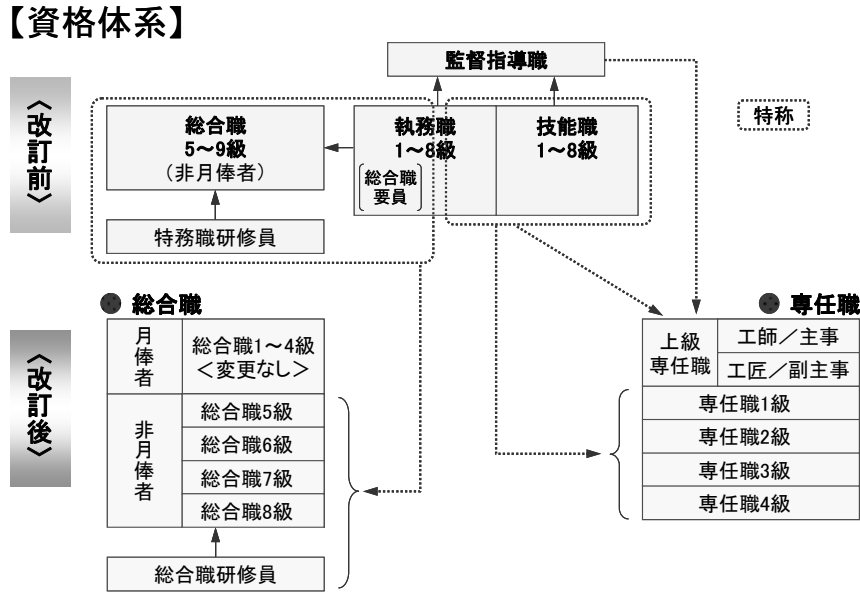 【資格体系】
監督指導職
〈改訂前〉
総合職
5～9級
（非月俸者）
執務職
1～8級
総合職
要員
技能職
1～8級
特称
特務職研修員
総合職
専任職
〈改訂後〉
月俸者
総合職1～4級
＜変更なし＞
非月俸者
総合職5級
総合職6級
総合職7級
総合職8級
総合職研修員
上級
専任職
工師／主事
工匠／副主事
専任職1級
専任職2級
専任職3級
専任職4級